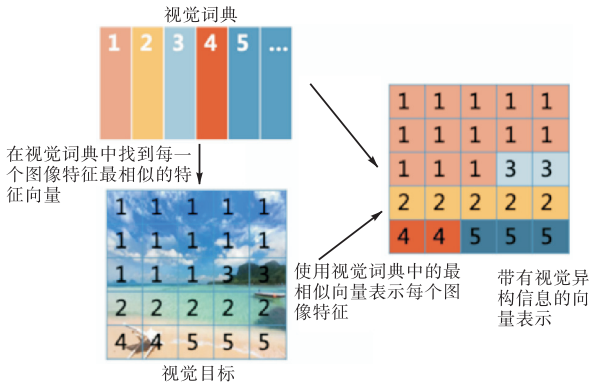 视觉词典
1 2 3 4 5 ...
在视觉词典中找到每一
个图像特征最相似的特
征向量
1 1 1 1 1
1 1 1 1 1
1 1 1 3 3
2 2 2 2 2
4 4 5 5 5
视觉目标
1 1 1 1 1
1 1 1 1 1
1 1 1 3 3
2 2 2 2 2
4 4 5 5 5
使用视觉词典中的最
相似向量表示每个图
像特征
带有视觉异
构信息的向
量表示